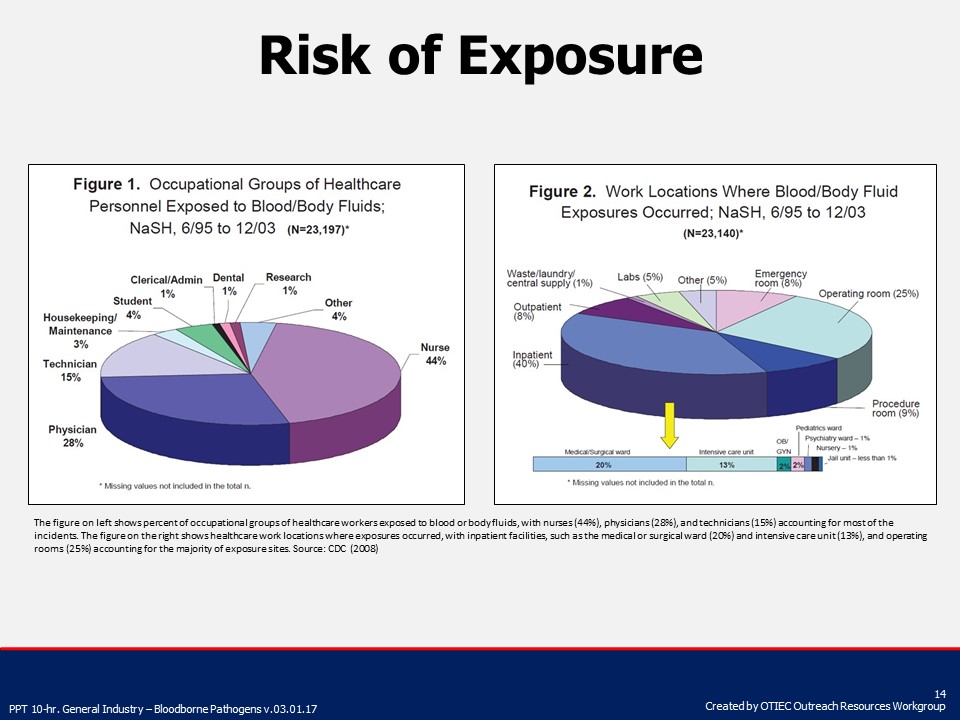 Risk of Exposure
Figure 1. Occupational Groups of Healthcare
Personnel Exposed to Blood/Body Fluids;
NaSH, 6/95 to 12/03 (N=23,197)*
Clerical/Admin
1%
Dental
1%
Research
1%
Student
4%
Other
4%
Housekeeping/
Maintenance
3%
Nurse
44%
Technician
15%
Physician
28%
* Missing values not included in the total n.
Figure 2. Work Locations Where Blood/Body Fluid
Exposures Occurred; NaSH, 6/95 to 12/03
(N=23,140)*
Waste/laundry/
central supply (1%)
Labs (5%)
Other (5%)
Emergency
room (8%)
Operating room (25%)
Outpatient
(8%)
Inpatient
(40%)
Procedure
room (9%)
Pediatrics ward
Psychiatry ward – 1%
Nursery – 1%
Jail unit – less than 1%
OB/
GYN
Medical/Surgical ward
Intensive care unit
20%
13%
2%
2%
* Missing values not included in the total n.
The figure on left shows percent of occupational groups of healthcare workers exposed to blood or body fluids, with nurses (44%), physicians (28%), and technicians (15%) accounting for most of the
incidents. The figure on the right shows healthcare work locations where exposures occurred, with inpatient facilities, such as the medical or surgical ward (20%) and intensive care unit (13%), and operating
rooms (25%) accounting for the majority of exposure sites. Source: CDC (2008)
14
PPT 10-hr. General Industry – Bloodborne Pathogens v.03.01.17
Created by OTIEC Outreach Resources Workgroup